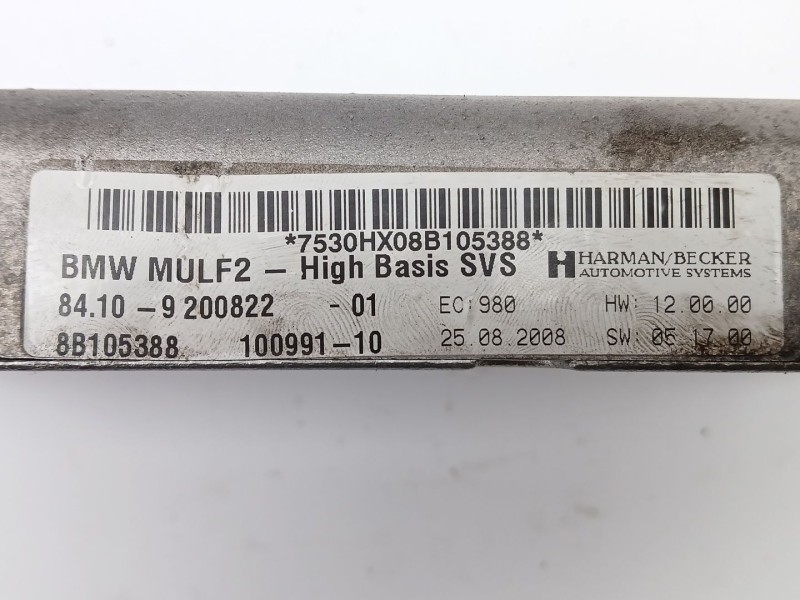 *7530HX08B105388*
BMW MULF2 - High Basis SVS
HARMAN/BECKER
AUTOMOTIVE SYSTEMS
84.10 - 9 200822 - 01 EC: 980 HW: 12.00.00
8B105388 100991-10 25.08.2008 SW: 05.17.00